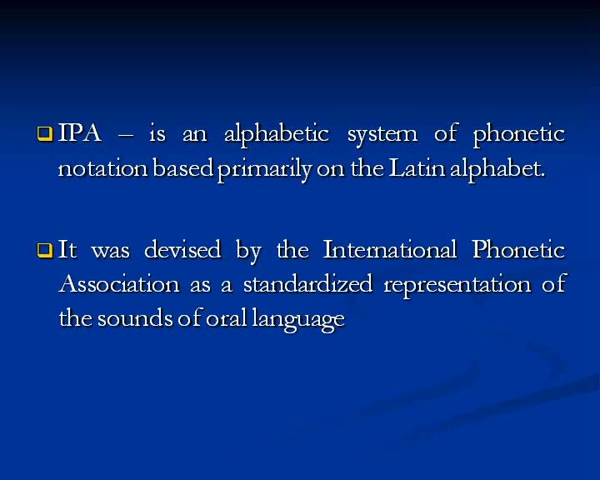 IPA – is an alphabetic system of phonetic
notation based primarily on the Latin alphabet.
It was devised by the International Phonetic
Association as a standardized representation of
the sounds of oral language